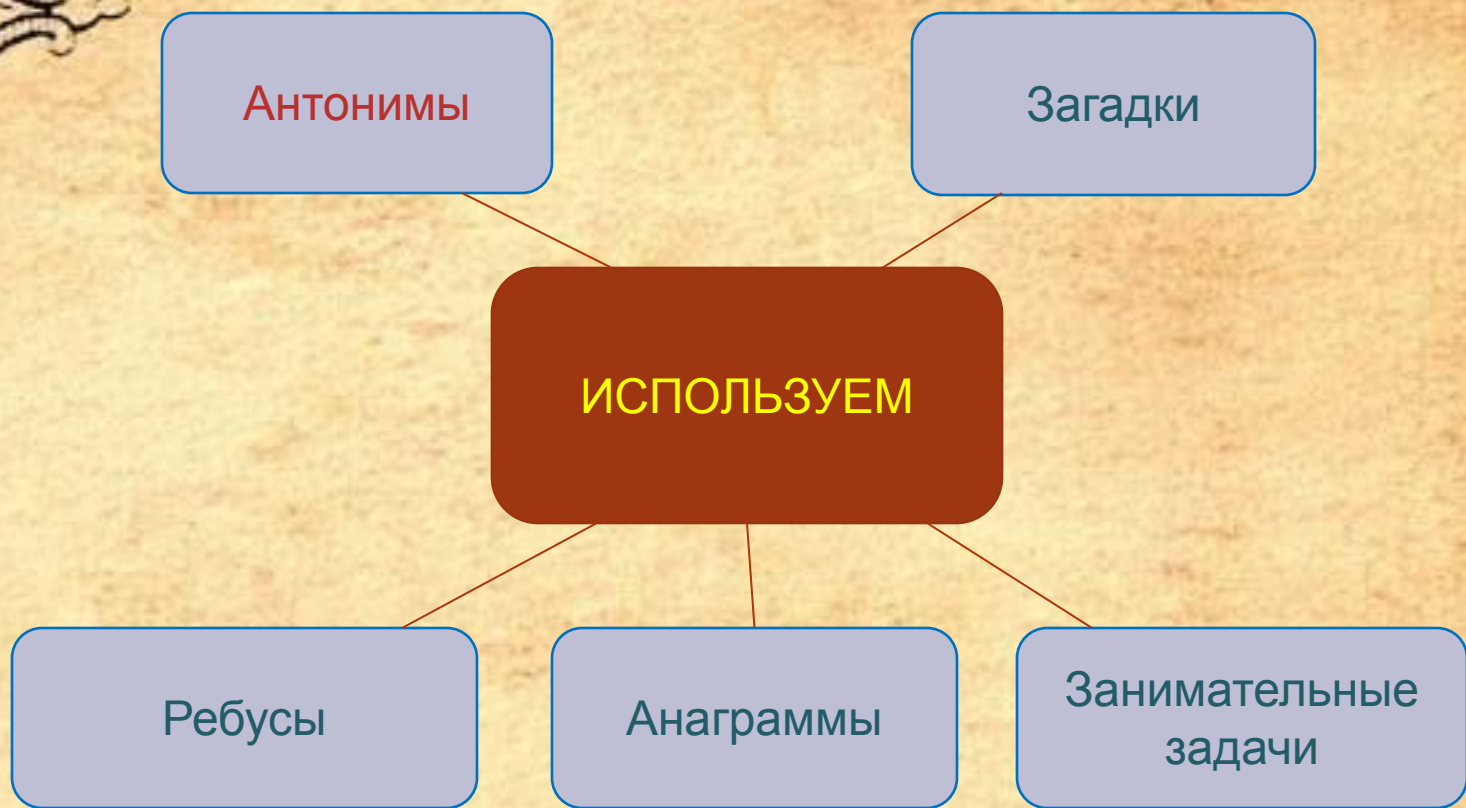 Антонимы
Загадки
ИСПОЛЬЗУЕМ
Ребусы
Анаграммы
Занимательные
задачи